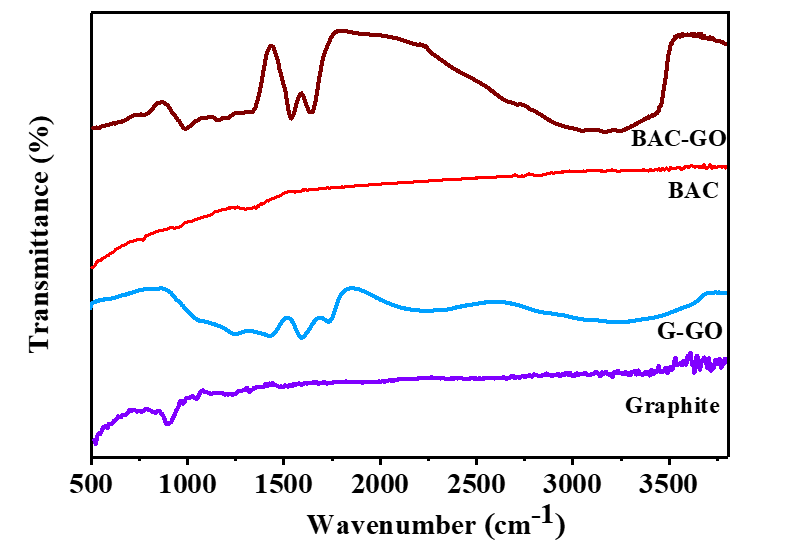 BAC-GO
BAC
G-GO
Graphite
Transmittance (%)
500 1000 1500 2000 2500 3000 3500
Wavenumber (cm-1)